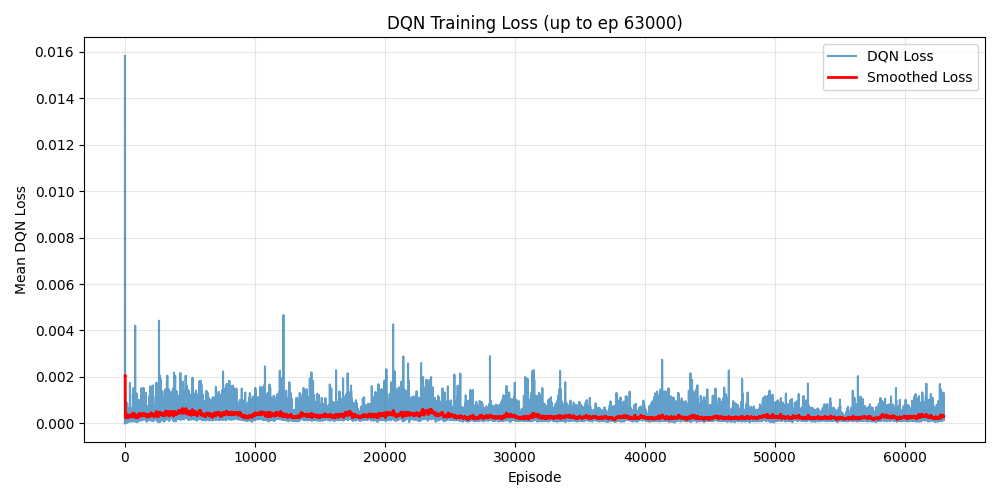 DQN Training Loss (up to ep 63000)
DQN Loss
Smoothed Loss
Mean DQN Loss
0.016
0.014
0.012
0.010
0.008
0.006
0.004
0.002
0.000
0 10000 20000 30000 40000 50000 60000
Episode